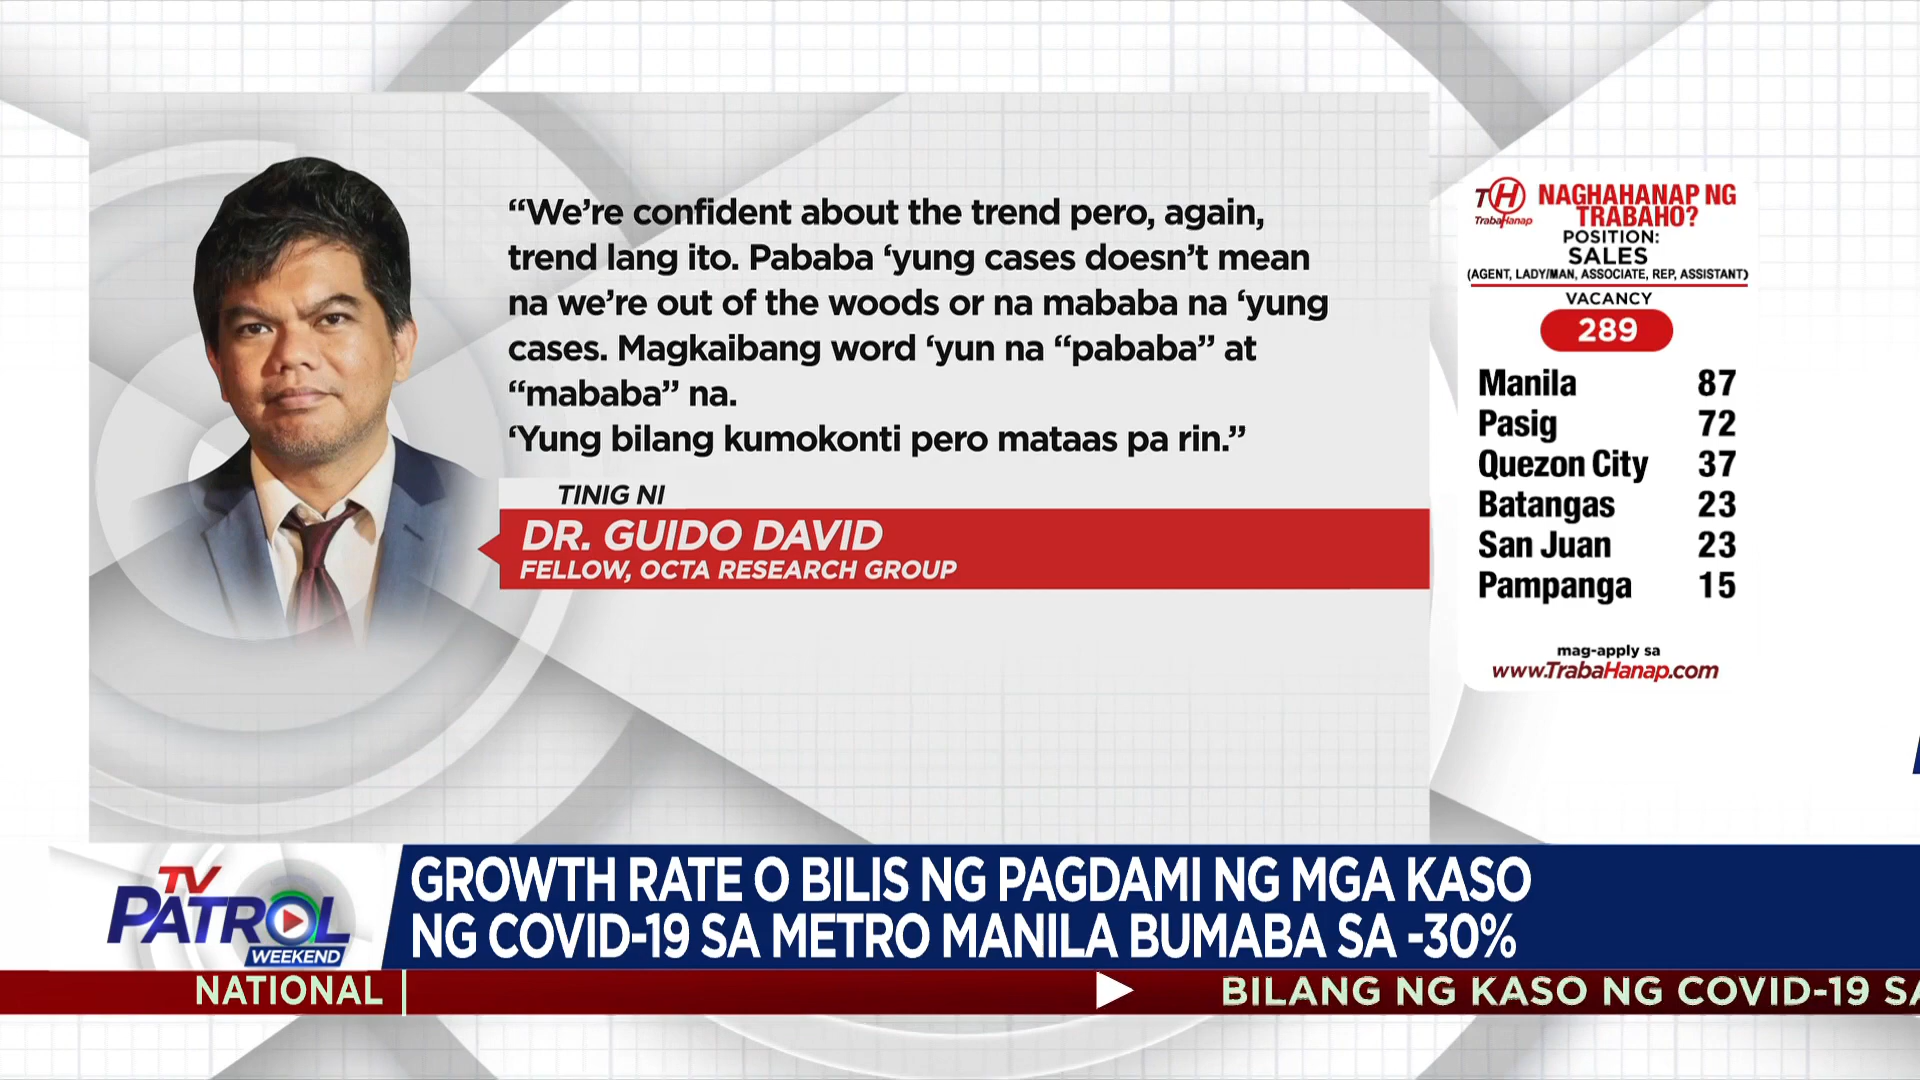 “We’re confident about the trend pero, again,
trend lang ito. Pababa ‘yung cases doesn’t mean
na we’re out of the woods or na mababa na ‘yung
cases. Magkaibang word ‘yun na “pababa” at
“mababa” na.
‘Yung bilang kumokonti pero mataas pa rin.”
TINIG NI
DR. GUIDO DAVID
FELLOW, OCTA RESEARCH GROUP
TH
TrabaHanap
NAGHAHANAP NG
TRABAHO?
POSITION:
SALES
(AGENT, LADY/MAN, ASSOCIATE, REP, ASSISTANT)
VACANCY
289
Manila 87
Pasig 72
Quezon City 37
Batangas 23
San Juan 23
Pampanga 15
mag-apply sa
www.TrabaHanap.com
TV
PATROL
WEEKEND
GROWTH RATE O BILIS NG PAGDAMI NG MGA KASO
NG COVID-19 SA METRO MANILA BUMABA SA -30%
NATIONAL
BILANG NG KASO NG COVID-19 SA